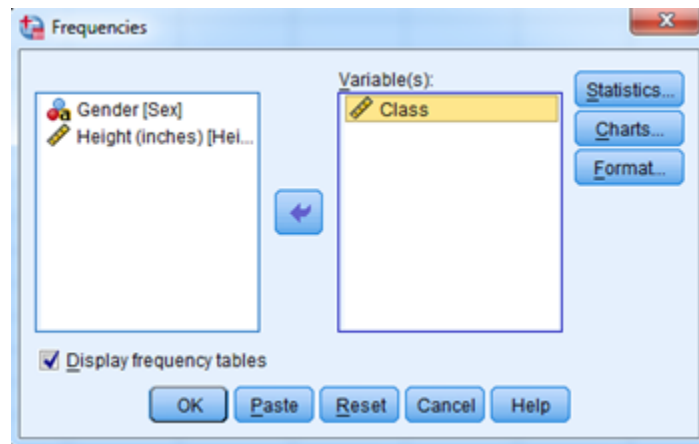 Frequencies
Variable(s):
Gender [Sex]
Height (inches) [Hei...
Class
Statistics...
Charts...
Format...
Display frequency tables
OK Paste Reset Cancel Help